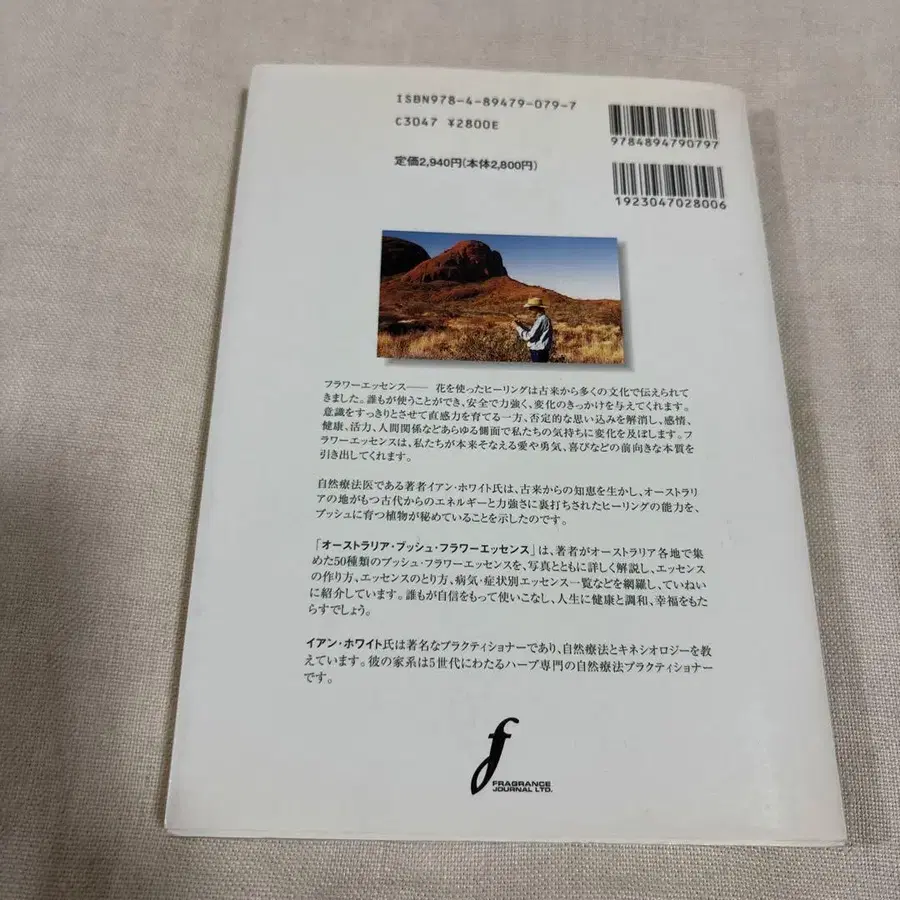 ISBN978-4-89479-079-7
C3047 ¥2800E
定価2,940円(本体2,800円)
9784894790797
1923047028006
フラワーエッセンス―― 花を使ったヒーリングは古来から多くの文化で伝えられて
きました。誰もが使うことができ、安全で力強く、変化のきっかけを与えてくれます。
意識をすっきりとさせて直感力を育てる一方、否定的な思い込みを解消し、感情、
健康、活力、人間関係などあらゆる側面で私たちの気持ちに変化を及ぼします。フ
ラワーエッセンスは、私たちが本来そなえる愛や勇気、喜びなどの前向きな本質を
引き出してくれます。
自然療法医である著者イアン・ホワイト氏は、古来からの知恵を生かし、オーストラリ
アの地がもつ古代からのエネルギーと力強さに裏打ちされたヒーリングの能力を、
ブッシュに育つ植物が秘めていることを示したのです。
「オーストラリア・ブッシュ・フラワーエッセンス」は、著者がオーストラリア各地で集
めた50種類のブッシュ・フラワーエッセンスを、写真とともに詳しく解説し、エッセンス
の作り方、エッセンスのとり方、病気・症状別エッセンス一覧などを網羅し、ていねい
に紹介しています。誰もが自信をもって使いこなし、人生に健康と調和、幸福をもた
らすでしょう。
イアン・ホワイト氏は著名なプラクティショナーであり、自然療法とキネシオロジーを教
えています。彼の家系は5世代にわたるハーブ専門の自然療法プラクティショナー
です。
f
FRAGRANCE
JOURNAL LTD.